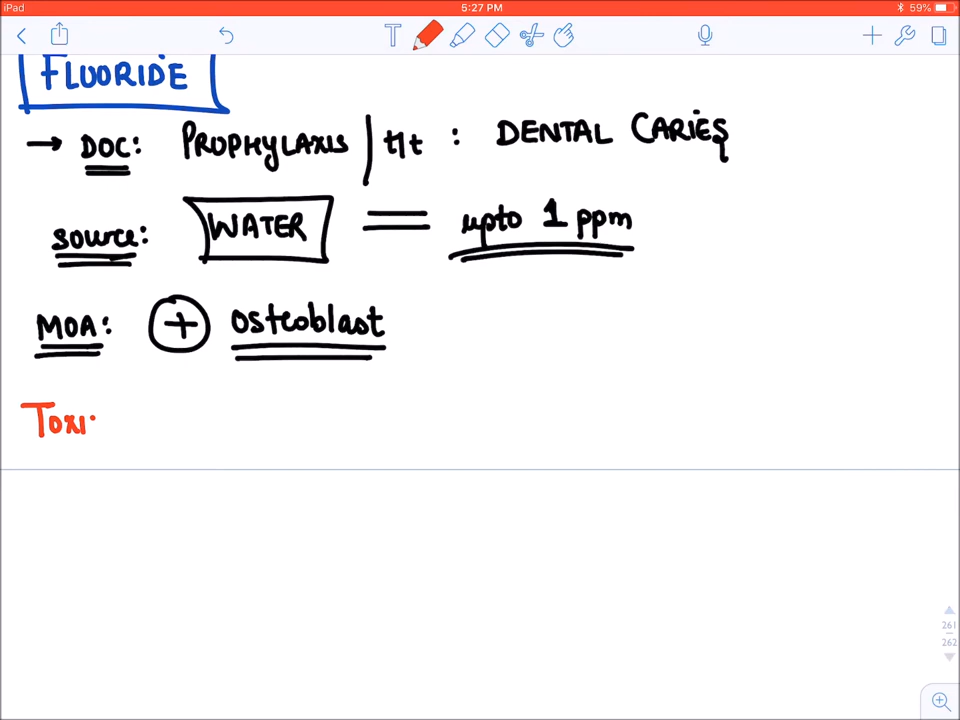 iPad 5:27 PM 59%
T
FLUORIDE
→ DOC: PROPHYLAXIS | t/t : DENTAL CARIES
source: WATER = upto 1 ppm
MOA: + osteoblast
Toxi
261
262